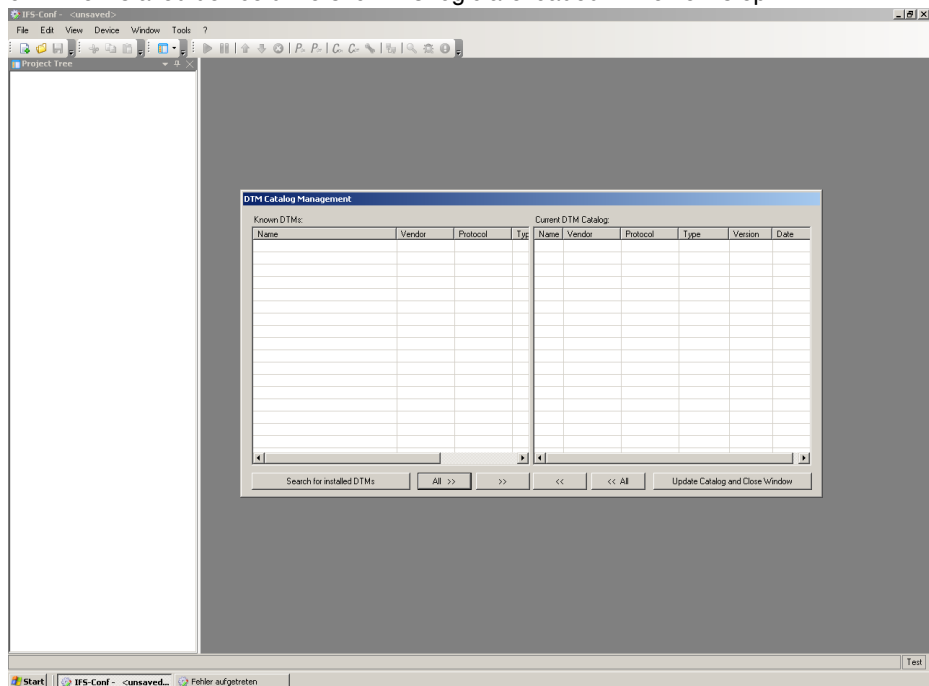 IFS-Conf - <unsaved>
File Edit View Device Window Tools ?
Project Tree
DTM Catalog Management
Known DTMs:
Current DTM Catalog:
Name Vendor Protocol Typ
Name Vendor Protocol Type Version Date
Search for installed DTMs
All >>
>>
<<
<< All
Update Catalog and Close Window
Test
Start
IFS-Conf - <unsaved...
Fehler aufgetreten